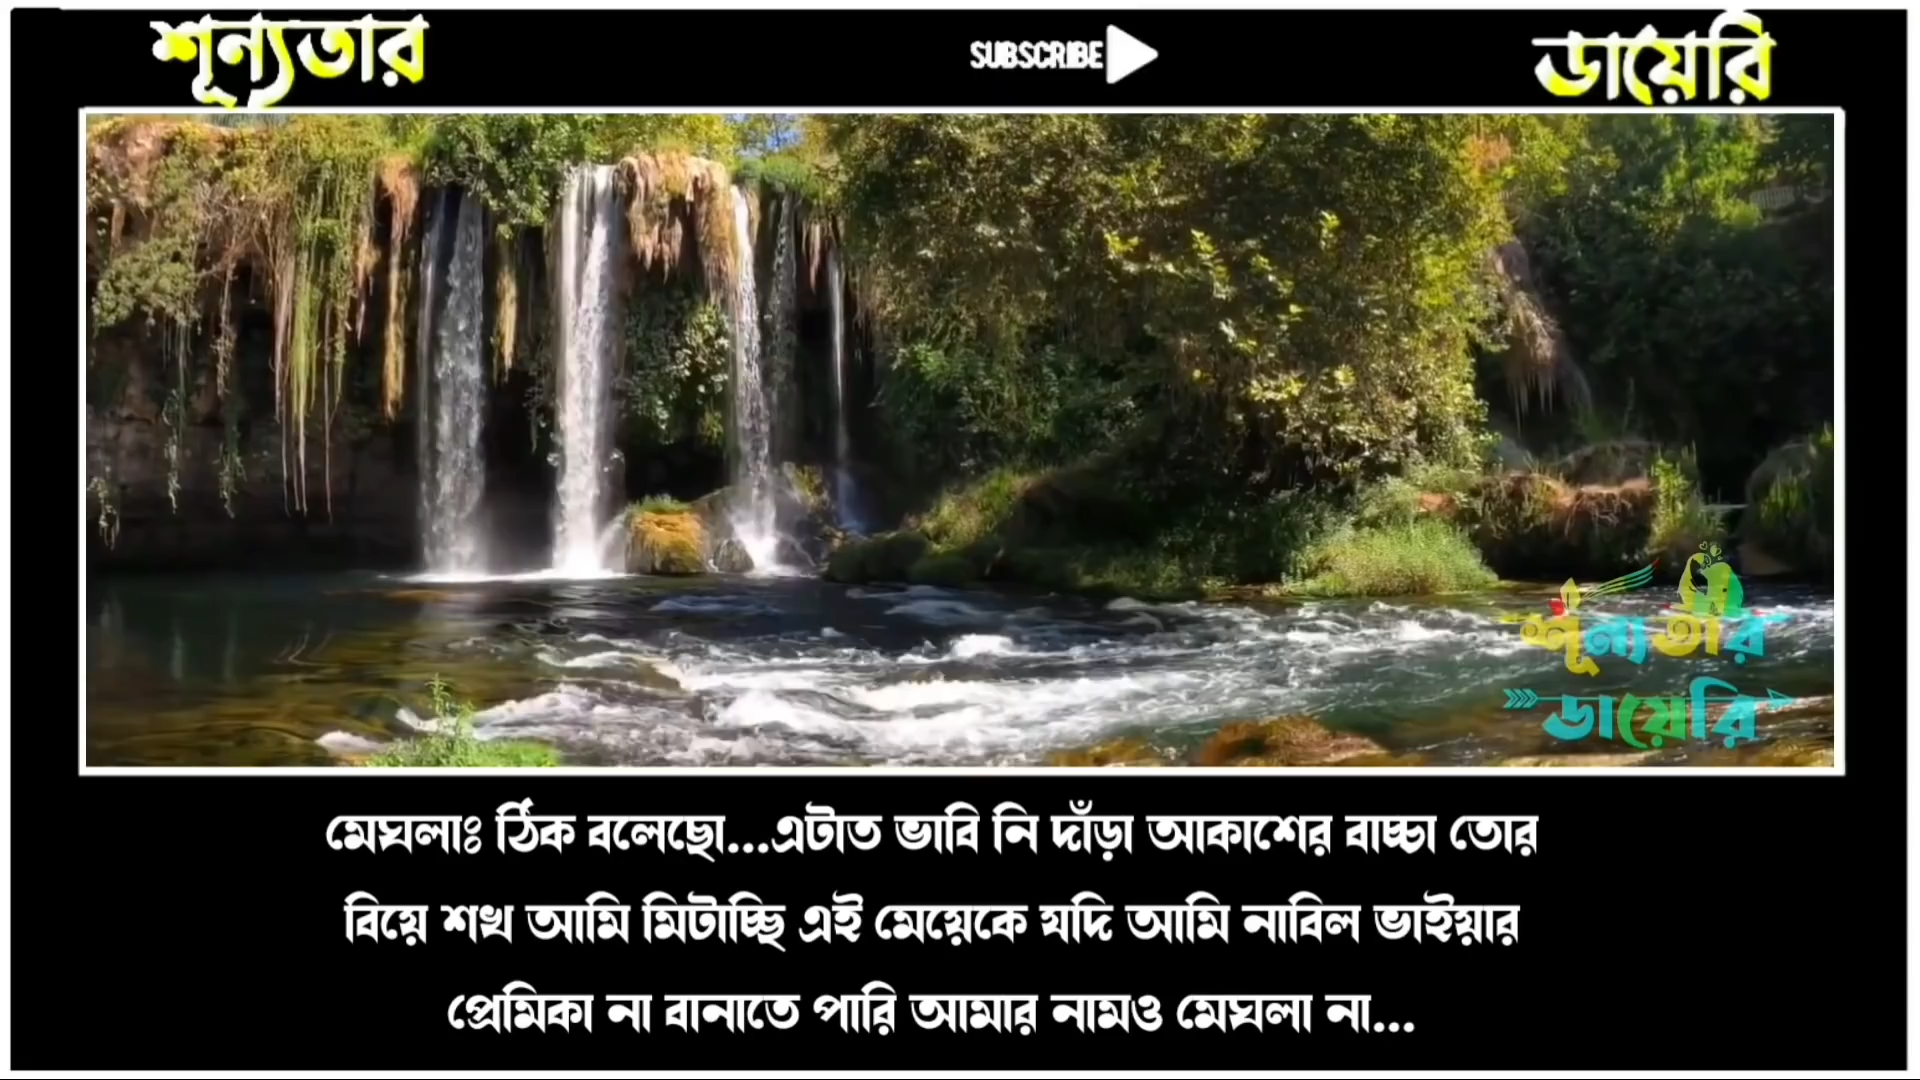 শূন্যতার SUBSCRIBE ডায়েরি
শূন্যতার
ডায়েরি
মেঘলাঃ ঠিক বলেছো...এটাত ভাবি নি দাঁড়া আকাশের বাচ্চা তোর
বিয়ে শখ আমি মিটাচ্ছি এই মেয়েকে যদি আমি নাবিল ভাইয়ার
প্রেমিকা না বানাতে পারি আমার নামও মেঘলা না...